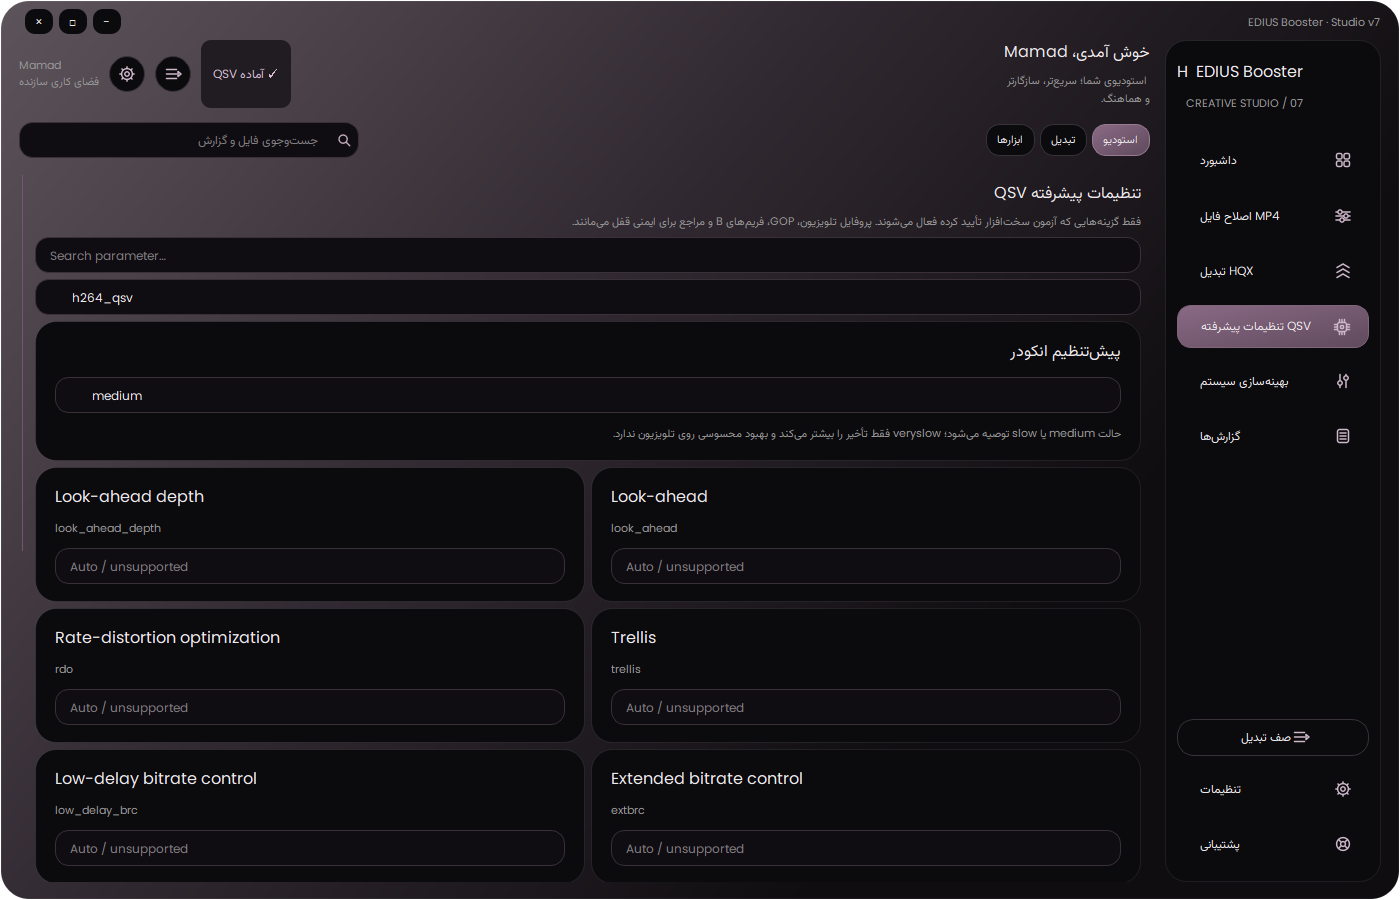 EDIUS Booster · Studio v7
H EDIUS Booster
CREATIVE STUDIO / 07
داشبورد
اصلاح فایل MP4
تبدیل HQX
تنظیمات پیشرفته QSV
بهینه‌سازی سیستم
گزارش‌ها
صف تبدیل
تنظیمات
پشتیبانی
خوش آمدی، Mamad
استودیوی شما؛ سریع‌تر، سازگارتر
و هماهنگ.
✓ آماده QSV
Mamad
فضای کاری سازنده
استودیو
تبدیل
ابزارها
جست‌وجوی فایل و گزارش
تنظیمات پیشرفته QSV
فقط گزینه‌هایی که آزمون سخت‌افزار تأیید کرده فعال می‌شوند. پروفایل تلویزیون، GOP، فریم‌های B و مراجع برای ایمنی قفل می‌مانند.
Search parameter...
h264_qsv
پیش‌تنظیم انکودر
medium
حالت medium یا slow توصیه می‌شود؛ veryslow فقط تأخیر را بیشتر می‌کند و بهبود محسوسی روی تلویزیون ندارد.
Look-ahead
look_ahead
Auto / unsupported
Look-ahead depth
look_ahead_depth
Auto / unsupported
Trellis
trellis
Auto / unsupported
Rate-distortion optimization
rdo
Auto / unsupported
Extended bitrate control
extbrc
Auto / unsupported
Low-delay bitrate control
low_delay_brc
Auto / unsupported